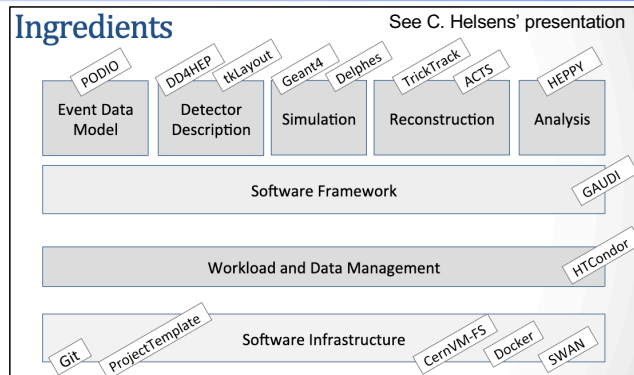 Ingredients
See C. Helsens' presentation
PODIO
DD4HEP
tkLayout
Geant4
Delphes
TrickTrack
ACTS
HEPPY
Event Data
Model
Detector
Description
Simulation
Reconstruction
Analysis
Software Framework
GAUDI
Workload and Data Management
HTCondor
Software Infrastructure
Git
ProjectTemplate
CernVM-FS
Docker
SWAN